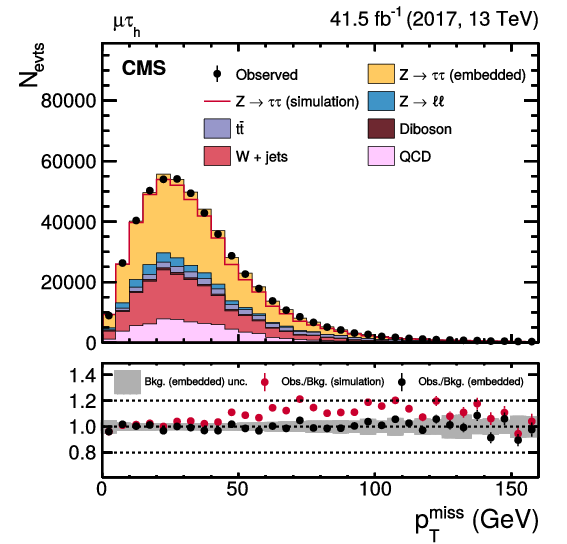 μτh 41.5 fb⁻¹ (2017, 13 TeV)
CMS
Observed
Z → ττ (embedded)
Z → ττ (simulation)
Z → ℓℓ
tt̄
Diboson
W + jets
QCD
Nevts
80000
60000
40000
20000
0
Bkg. (embedded) unc. Obs./Bkg. (simulation) Obs./Bkg. (embedded)
1.4
1.2
1.0
0.8
0 50 100 150
pTmiss (GeV)